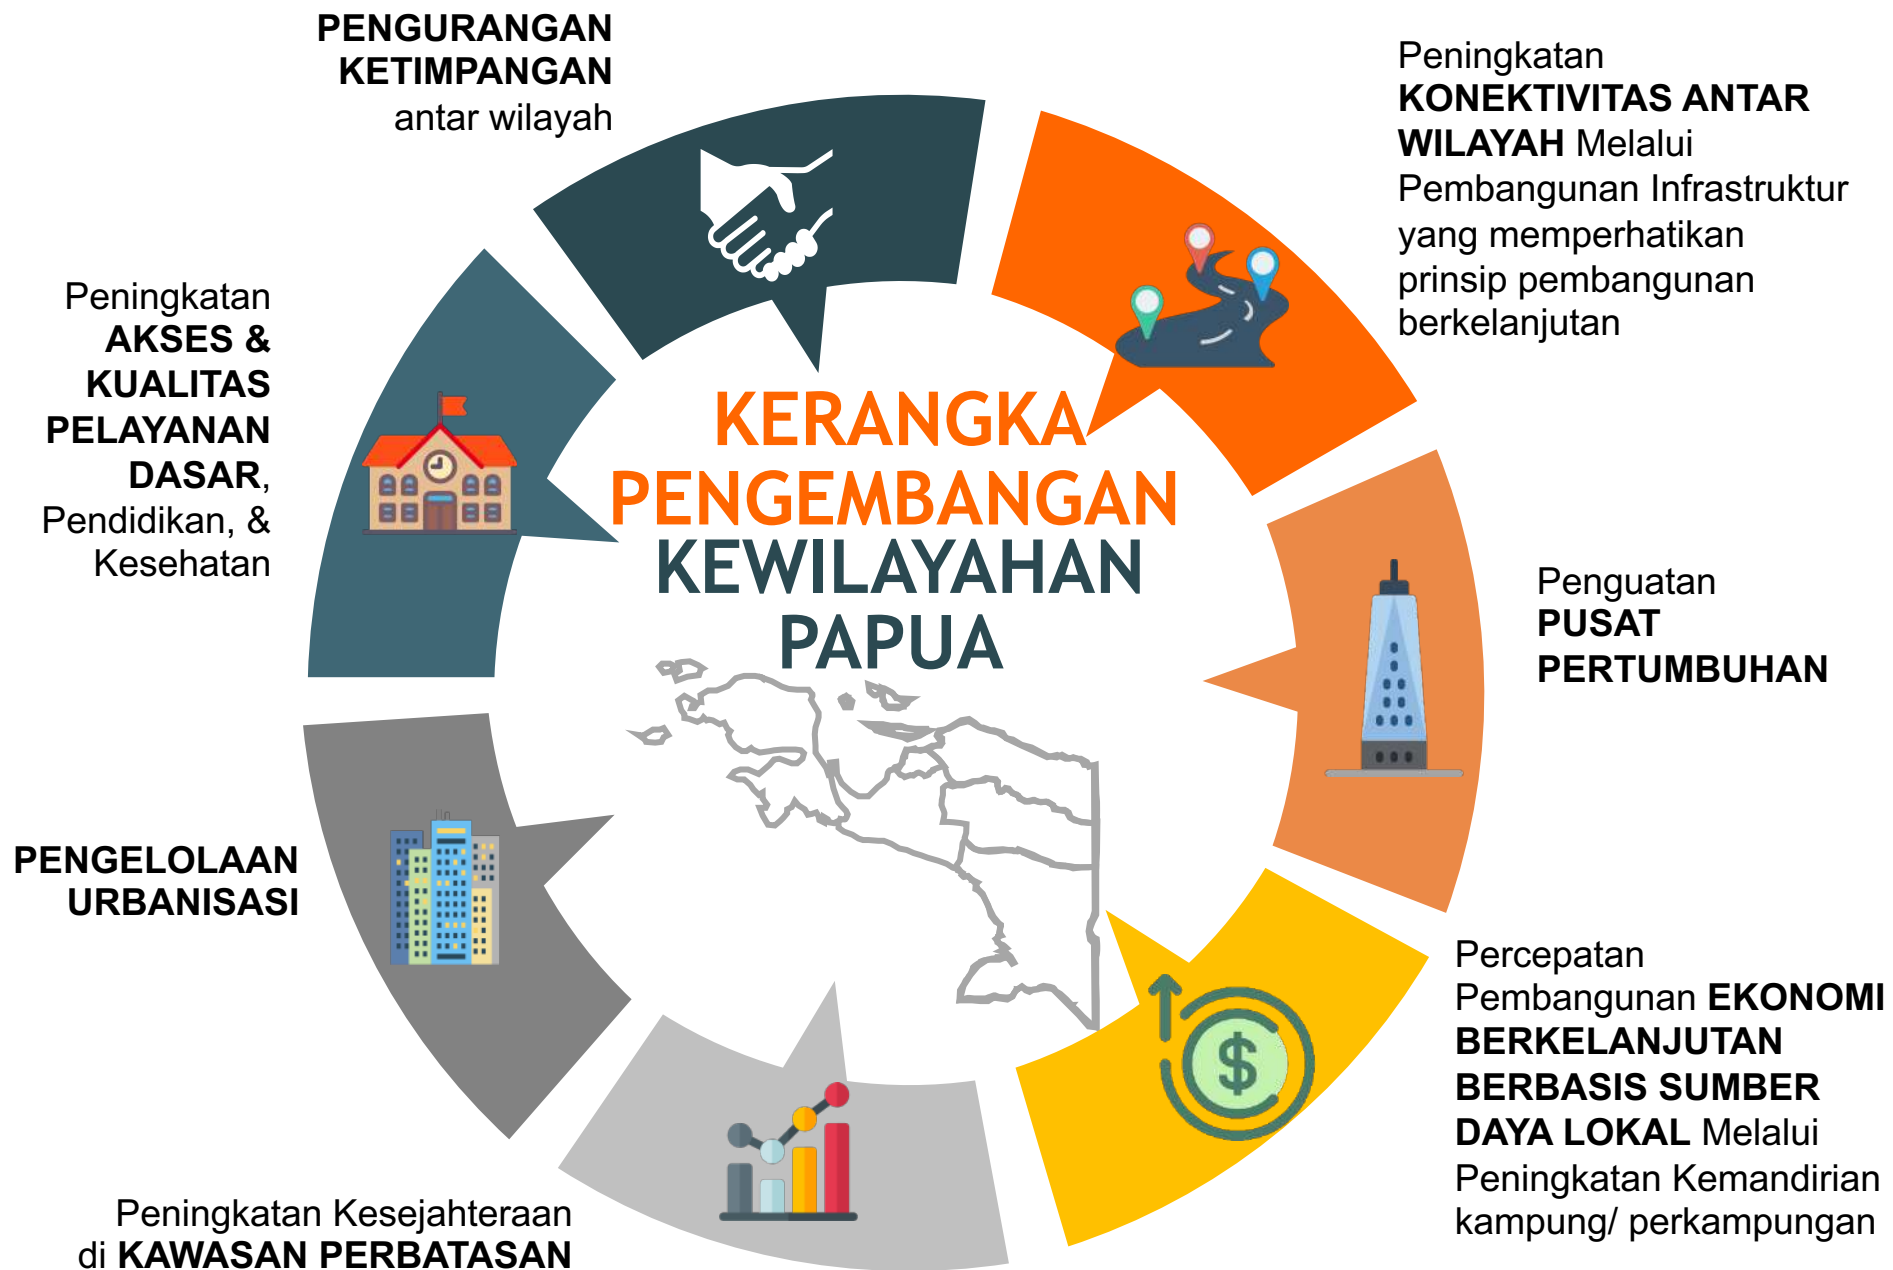 PENGURANGAN
KETIMPANGAN
antar wilayah
Peningkatan
KONEKTIVITAS ANTAR
WILAYAH Melalui
Pembangunan Infrastruktur
yang memperhatikan
prinsip pembangunan
berkelanjutan
Peningkatan
AKSES &
KUALITAS
PELAYANAN
DASAR,
Pendidikan, &
Kesehatan
KERANGKA
PENGEMBANGAN
KEWILAYAHAN
PAPUA
Penguatan
PUSAT
PERTUMBUHAN
PENGELOLAAN
URBANISASI
Percepatan
Pembangunan EKONOMI
BERKELANJUTAN
BERBASIS SUMBER
DAYA LOKAL Melalui
Peningkatan Kemandirian
kampung/ perkampungan
$
Peningkatan Kesejahteraan
di KAWASAN PERBATASAN